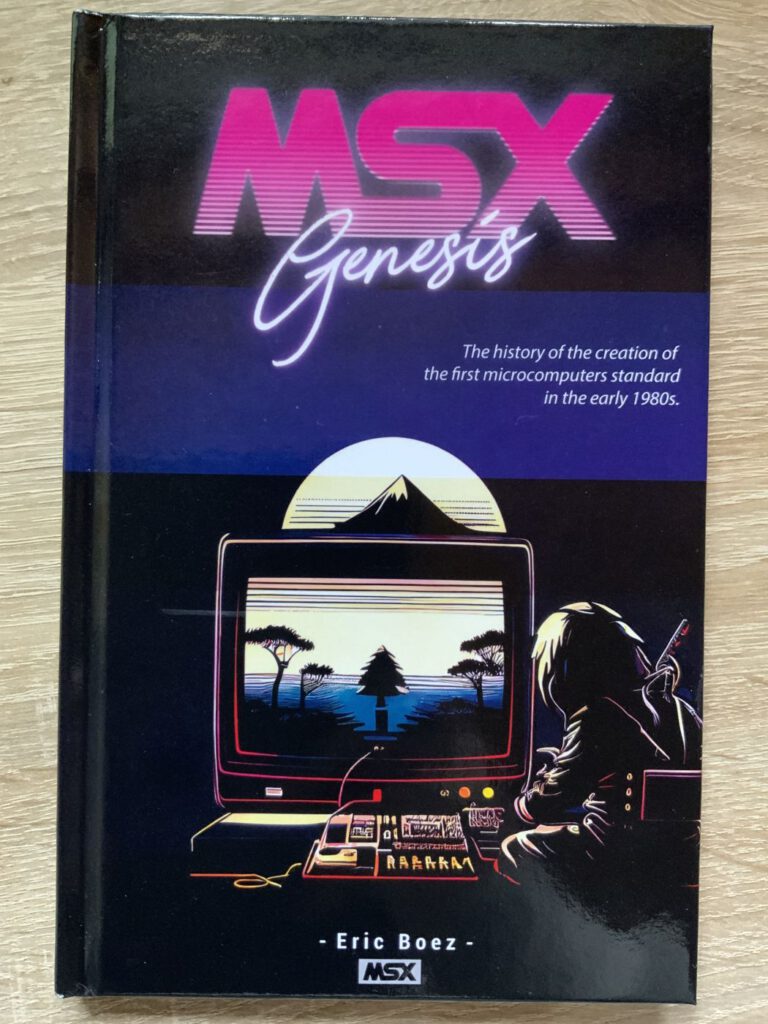 MSX
Genesis
The history of the creation of
the first microcomputers standard
in the early 1980s.
- Eric Boez -
MSX